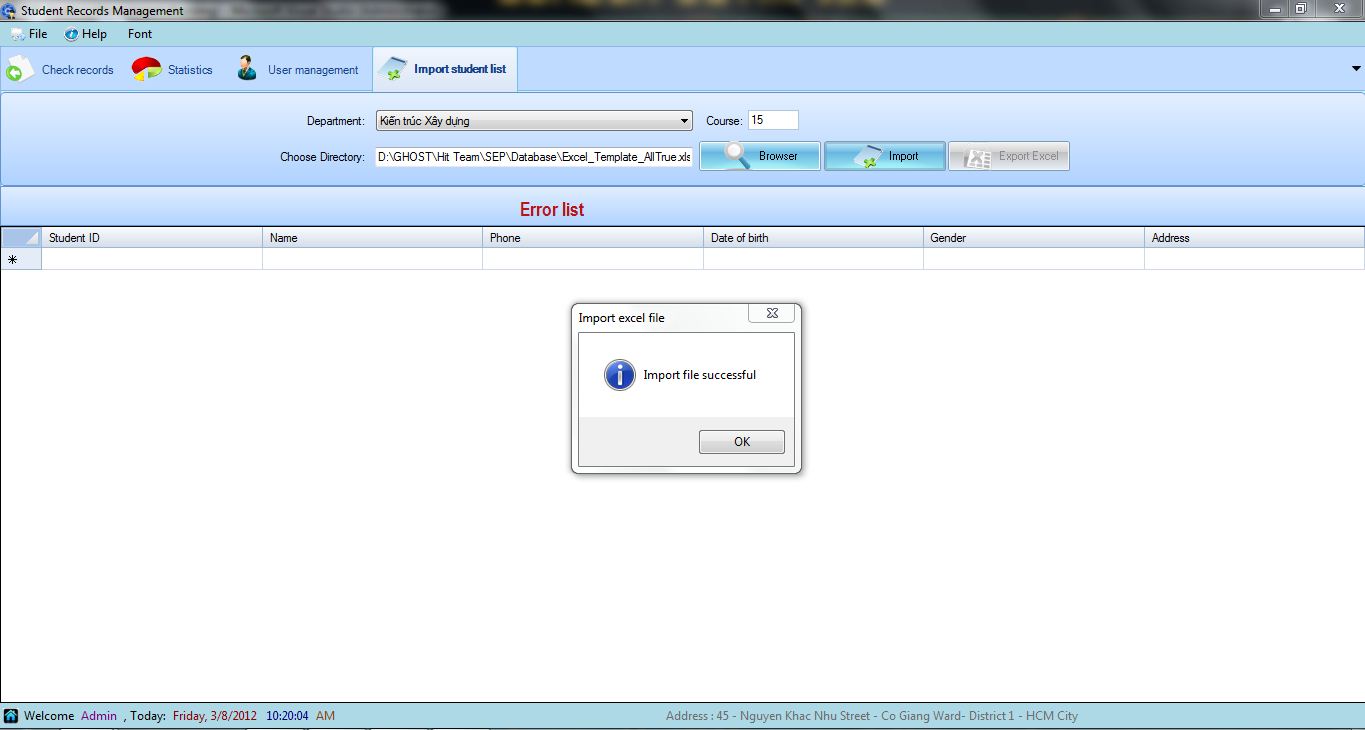 Student Records Management
File Help Font
Check records Statistics User management Import student list
Department: Kiến trúc Xây dựng Course: 15
Choose Directory: D:\GHOST\Hit Team\SEP\Database\Excel_Template_AllTrue.xls Browser Import Export Excel
Error list
Student ID Name Phone Date of birth Gender Address
Import excel file
Import file successful
OK
Welcome Admin , Today: Friday, 3/8/2012 10:20:04 AM Address : 45 - Nguyen Khac Nhu Street - Co Giang Ward- District 1 - HCM City